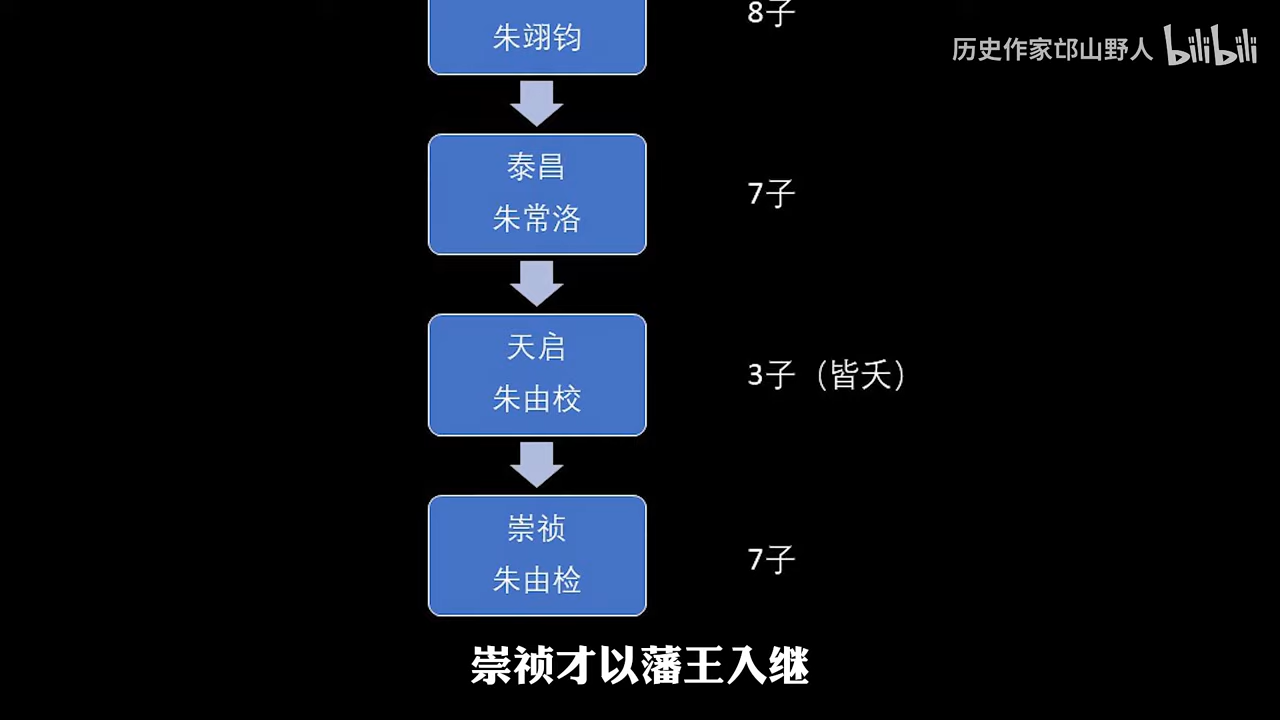 8子
朱翊钧
历史作家邙山野人 bilibili
泰昌
朱常洛
7子
天启
朱由校
3子（皆夭）
崇祯
朱由检
7子
崇祯才以藩王入继